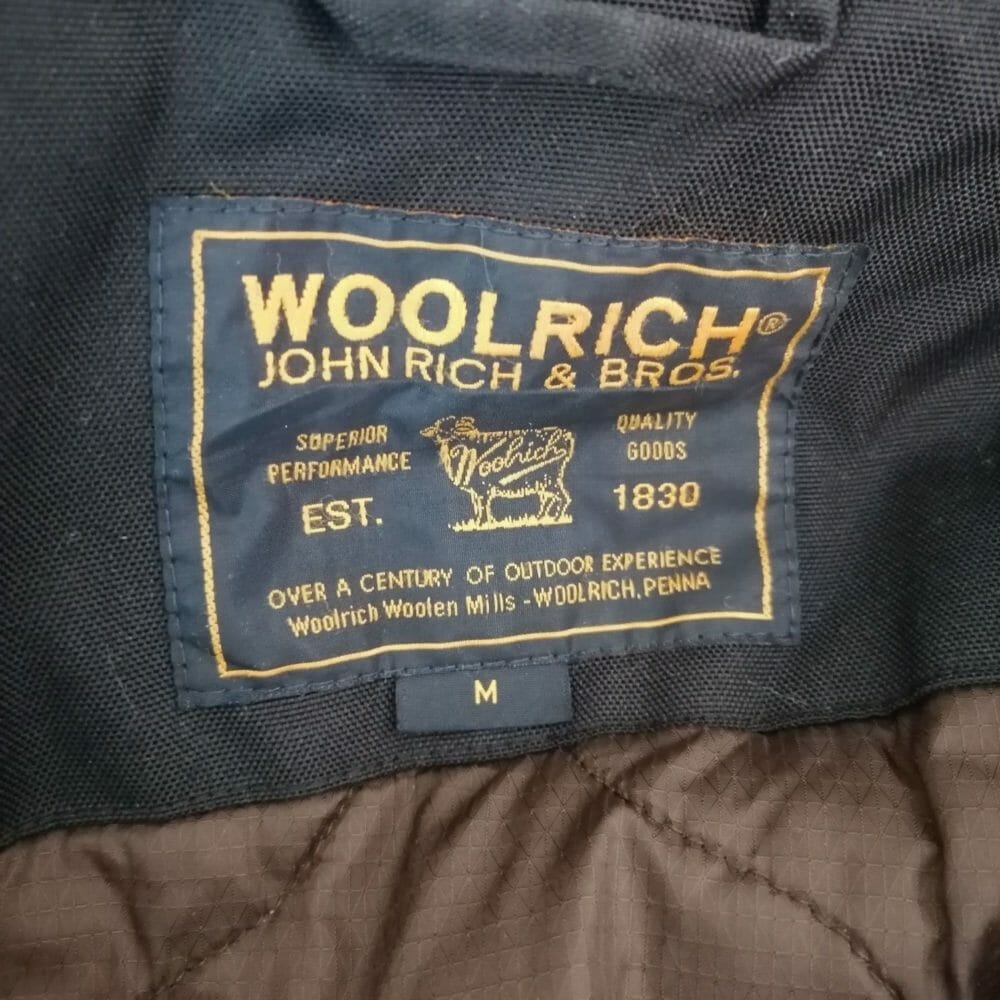 WOOLRICH®
JOHN RICH & BROS.
SUPERIOR
PERFORMANCE
EST.
Woolrich
QUALITY
GOODS
1830
OVER A CENTURY OF OUTDOOR EXPERIENCE
Woolrich Woolen Mills - WOOLRICH, PENNA
M